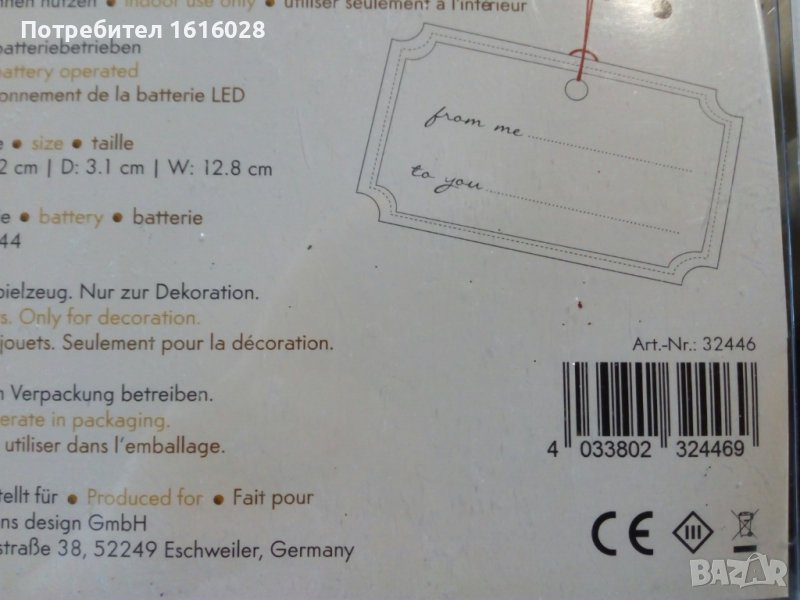 Потребител 1616028
nutzen • indoor use only • utiliser seulement à l'intérieur
batteriebetrieben
battery operated
onnement de la batterie LED
e • size • taille
2 cm | D: 3.1 cm | W: 12.8 cm
e • battery • batterie
44
pielzeug. Nur zur Dekoration.
s. Only for decoration.
jouets. Seulement pour la décoration.
n Verpackung betreiben.
erate in packaging.
utiliser dans l'emballage.
tellt für • Produced for • Fait pour
ns design GmbH
straße 38, 52249 Eschweiler, Germany
from me
to you
Art.-Nr.: 32446
4 033802 324469
CE
III
BAZAR